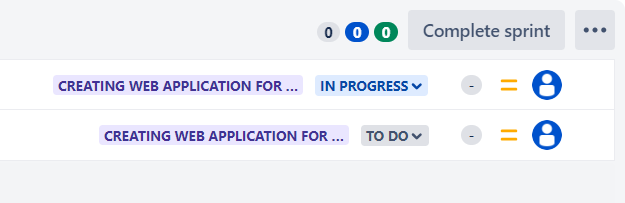 0 0 0 Complete sprint
CREATING WEB APPLICATION FOR ... IN PROGRESS -
CREATING WEB APPLICATION FOR ... TO DO -